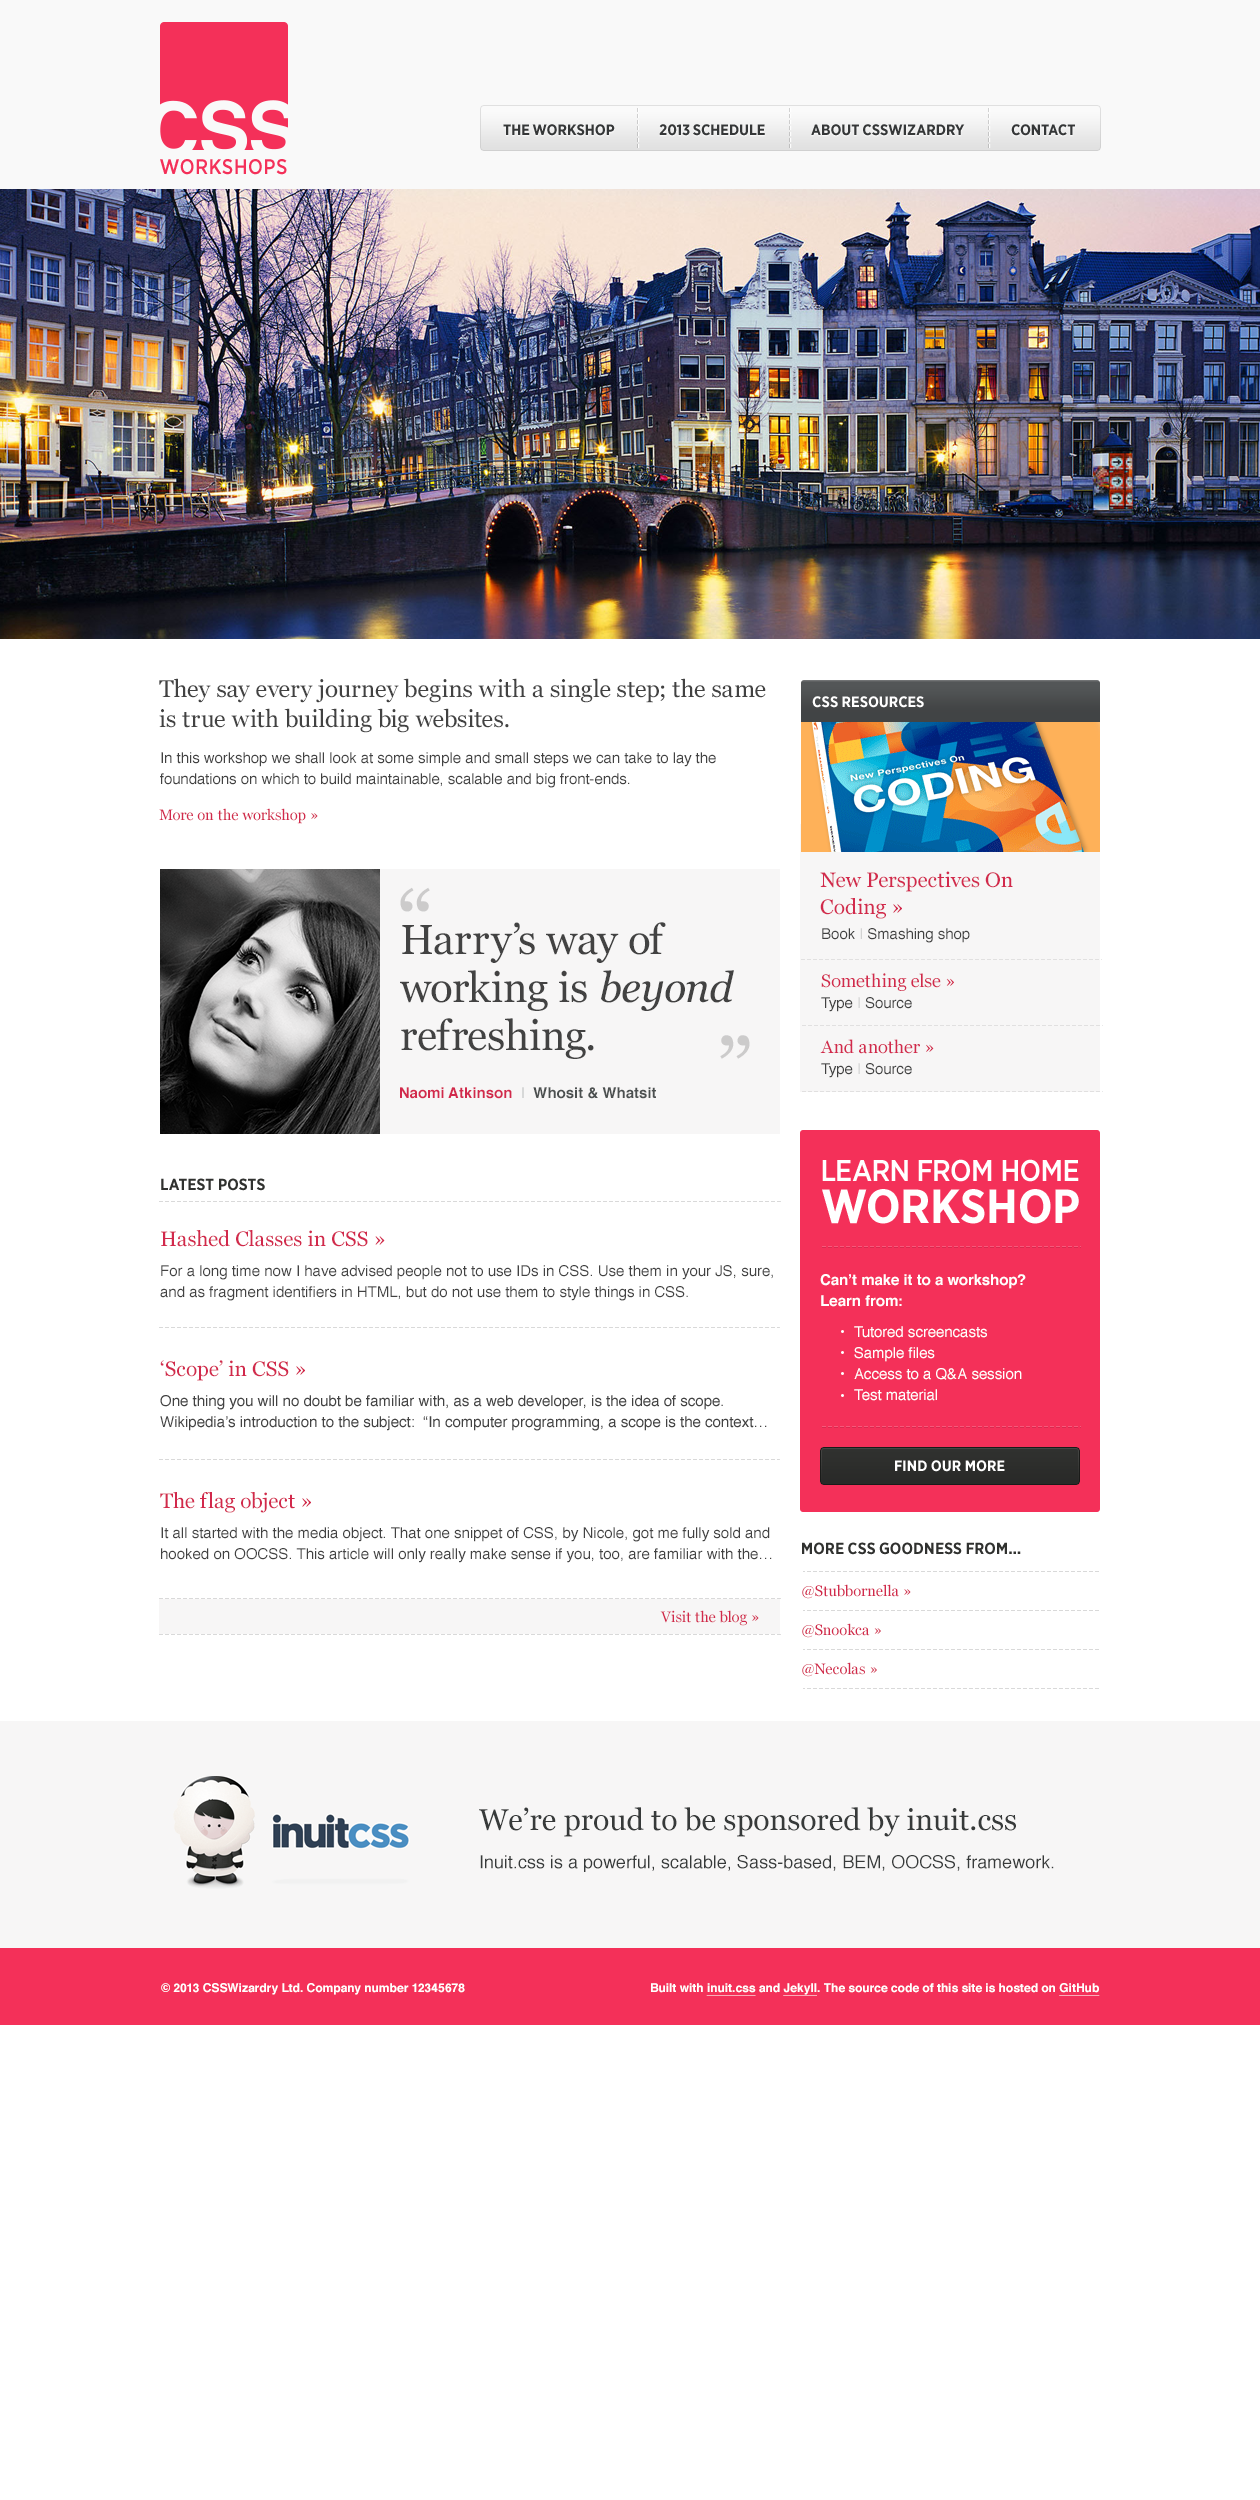 CSS
WORKSHOPS
THE WORKSHOP
2013 SCHEDULE
ABOUT CSSWIZARDRY
CONTACT
They say every journey begins with a single step; the same
is true with building big websites.
In this workshop we shall look at some simple and small steps we can take to lay the
foundations on which to build maintainable, scalable and big front-ends.
More on the workshop »
“
Harry’s way of
working is beyond
refreshing.
”
Naomi Atkinson | Whosit & Whatsit
LATEST POSTS
Hashed Classes in CSS »
For a long time now I have advised people not to use IDs in CSS. Use them in your JS, sure,
and as fragment identifiers in HTML, but do not use them to style things in CSS.
‘Scope’ in CSS »
One thing you will no doubt be familiar with, as a web developer, is the idea of scope.
Wikipedia’s introduction to the subject: “In computer programming, a scope is the context…
The flag object »
It all started with the media object. That one snippet of CSS, by Nicole, got me fully sold and
hooked on OOCSS. This article will only really make sense if you, too, are familiar with the…
Visit the blog »
CSS RESOURCES
New Perspectives On
CODING
New Perspectives On
Coding »
Book | Smashing shop
Something else »
Type | Source
And another »
Type | Source
LEARN FROM HOME
WORKSHOP
Can’t make it to a workshop?
Learn from:
• Tutored screencasts
• Sample files
• Access to a Q&A session
• Test material
FIND OUR MORE
MORE CSS GOODNESS FROM...
@Stubbornella »
@Snookca »
@Necolas »
inuitcss
We’re proud to be sponsored by inuit.css
Inuit.css is a powerful, scalable, Sass-based, BEM, OOCSS, framework.
© 2013 CSSWizardry Ltd. Company number 12345678
Built with inuit.css and Jekyll. The source code of this site is hosted on GitHub